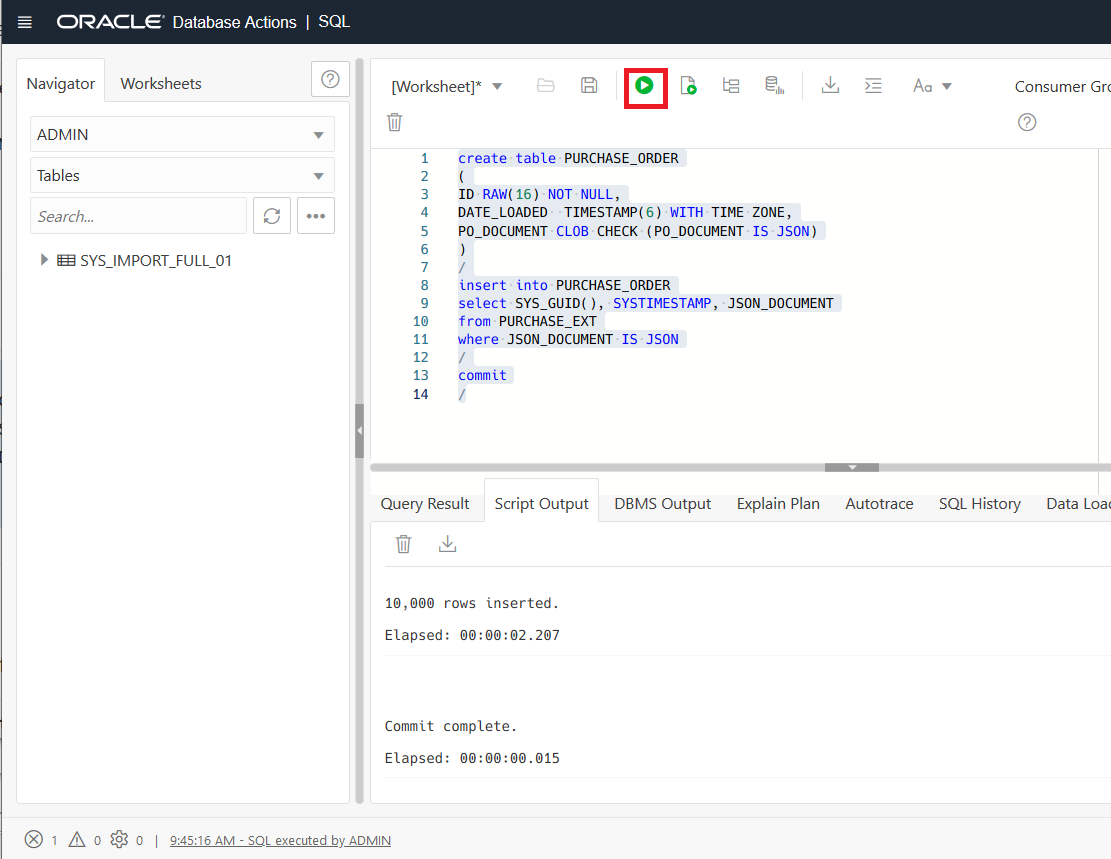 ORACLE Database Actions | SQL
Navigator Worksheets
ADMIN
Tables
Search...
SYS_IMPORT_FULL_01
[Worksheet]* Aa Consumer Gro
1 create table PURCHASE_ORDER
2 (
3 ID RAW(16) NOT NULL,
4 DATE_LOADED  TIMESTAMP(6) WITH TIME ZONE,
5 PO_DOCUMENT CLOB CHECK (PO_DOCUMENT IS JSON)
6 )
7 /
8 insert into PURCHASE_ORDER
9 select SYS_GUID(), SYSTIMESTAMP, JSON_DOCUMENT
10 from PURCHASE_EXT
11 where JSON_DOCUMENT IS JSON
12 /
13 commit
14 /
Query Result Script Output DBMS Output Explain Plan Autotrace SQL History Data Load
10,000 rows inserted.
Elapsed: 00:00:02.207
Commit complete.
Elapsed: 00:00:00.015
1 0 0 | 9:45:16 AM - SQL executed by ADMIN